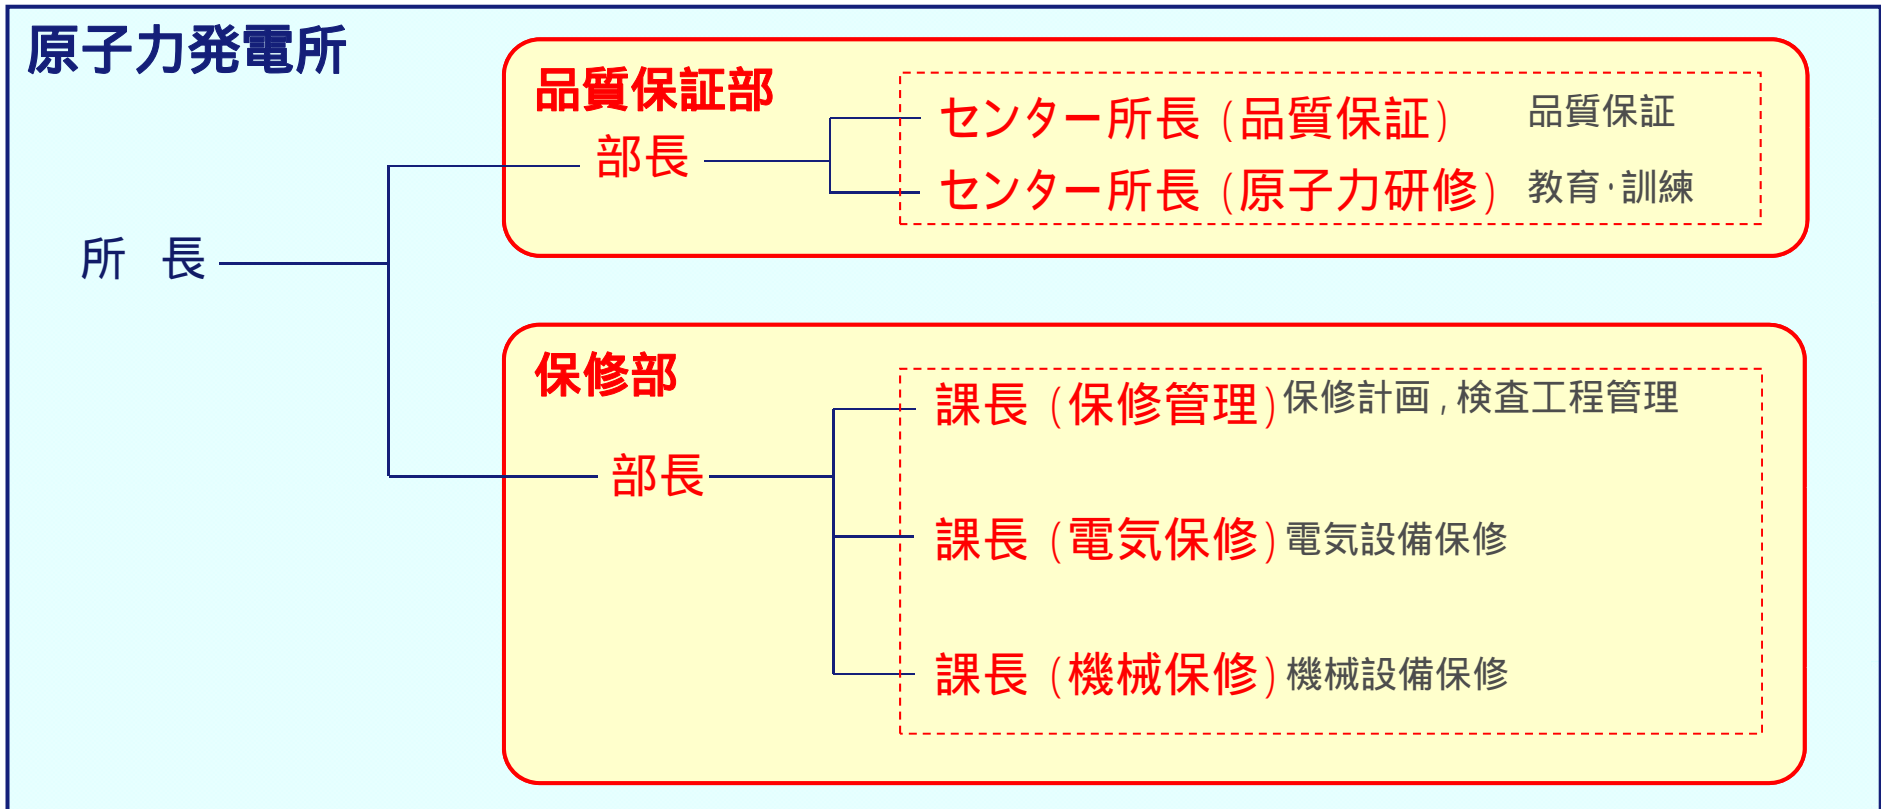 原子力発電所
品質保証部
センター所長(品質保証) 品質保証
部長
センター所長(原子力研修) 教育･訓練
所 長
保修部
課長(保修管理)保修計画,検査工程管理
部長
課長(電気保修)電気設備保修
課長(機械保修)機械設備保修